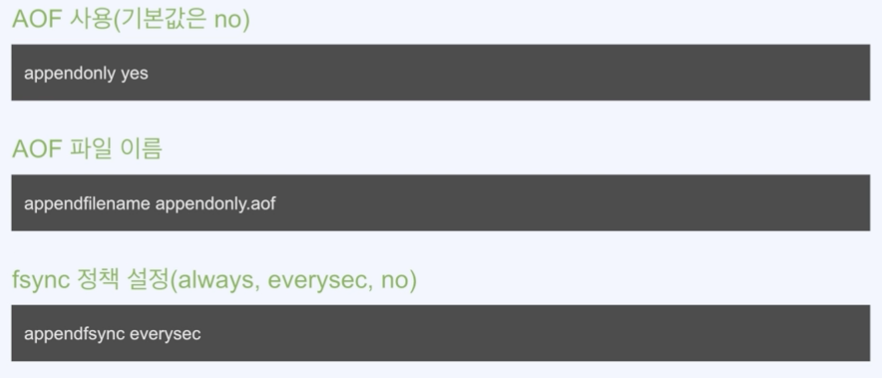 AOF 사용(기본값은 no)
appendonly yes
AOF 파일 이름
appendfilename appendonly.aof
fsync 정책 설정(always, everysec, no)
appendfsync everysec